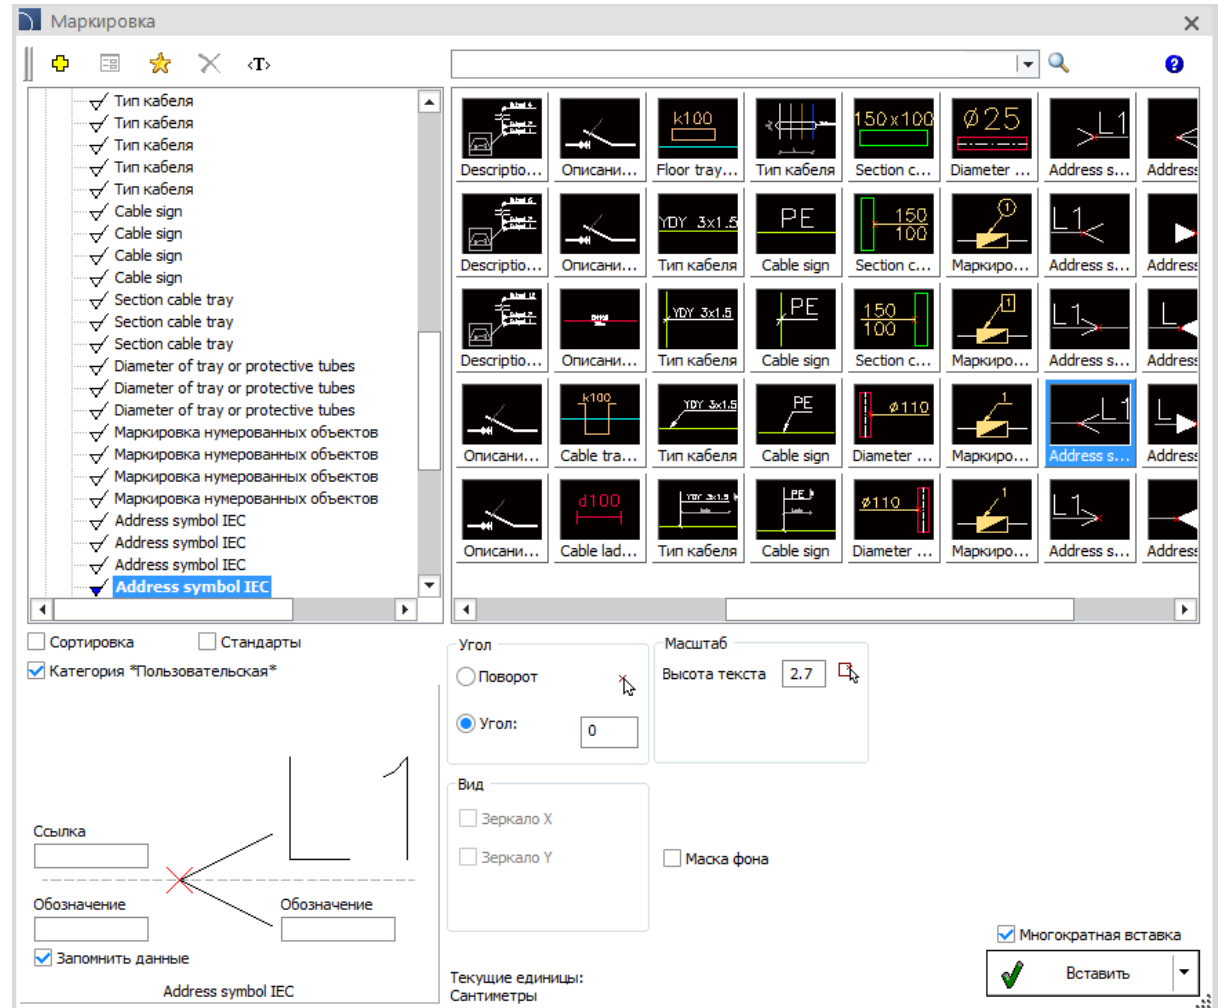 Маркировка
<T>
Тип кабеля
Тип кабеля
Тип кабеля
Тип кабеля
Тип кабеля
Cable sign
Cable sign
Cable sign
Cable sign
Section cable tray
Section cable tray
Section cable tray
Diameter of tray or protective tubes
Diameter of tray or protective tubes
Diameter of tray or protective tubes
Маркировка нумерованных объектов
Маркировка нумерованных объектов
Маркировка нумерованных объектов
Маркировка нумерованных объектов
Address symbol IEC
Address symbol IEC
Address symbol IEC
Address symbol IEC
k100 150x100 Ø25 L1
Descriptio... Описани... Floor tray... Тип кабеля Section c... Diameter ... Address s... Address
YDY 3x1.5 PE 150 100 1 L1
Descriptio... Описани... Тип кабеля Cable sign Section c... Маркиро... Address s... Address
YDY 3x1.5 PE 150 100 1 L1 L
Descriptio... Описани... Тип кабеля Cable sign Section c... Маркиро... Address s... Address
k100 YDY 3x1.5 PE ø110 1 L1 L
Описани... Cable tra... Тип кабеля Cable sign Diameter ... Маркиро... Address s... Address
d100 YDY 3x1.5 PE ø110 1 L1
Описани... Cable lad... Тип кабеля Cable sign Diameter ... Маркиро... Address s... Address
Сортировка Стандарты
Категория *Пользовательская*
Угол
Поворот
Угол: 0
Масштаб
Высота текста 2.7
Вид
Зеркало X
Зеркало Y
Маска фона
L1
Ссылка
Обозначение Обозначение
Запомнить данные
Address symbol IEC
Текущие единицы:
Сантиметры
Многократная вставка
Вставить